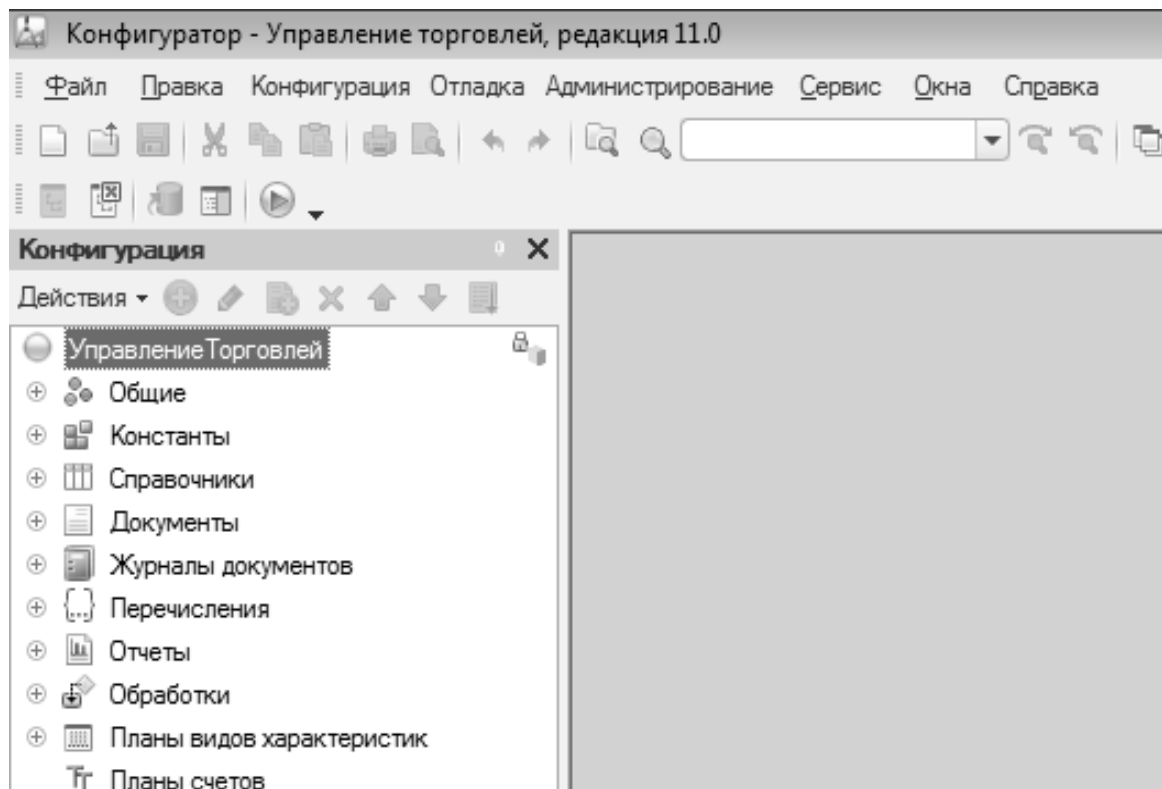 Конфигуратор - Управление торговлей, редакция 11.0
Файл Правка Конфигурация Отладка Администрирование Сервис Окна Справка
Конфигурация
Действия
УправлениеТорговлей
Общие
Константы
Справочники
Документы
Журналы документов
Перечисления
Отчеты
Обработки
Планы видов характеристик
Планы счетов